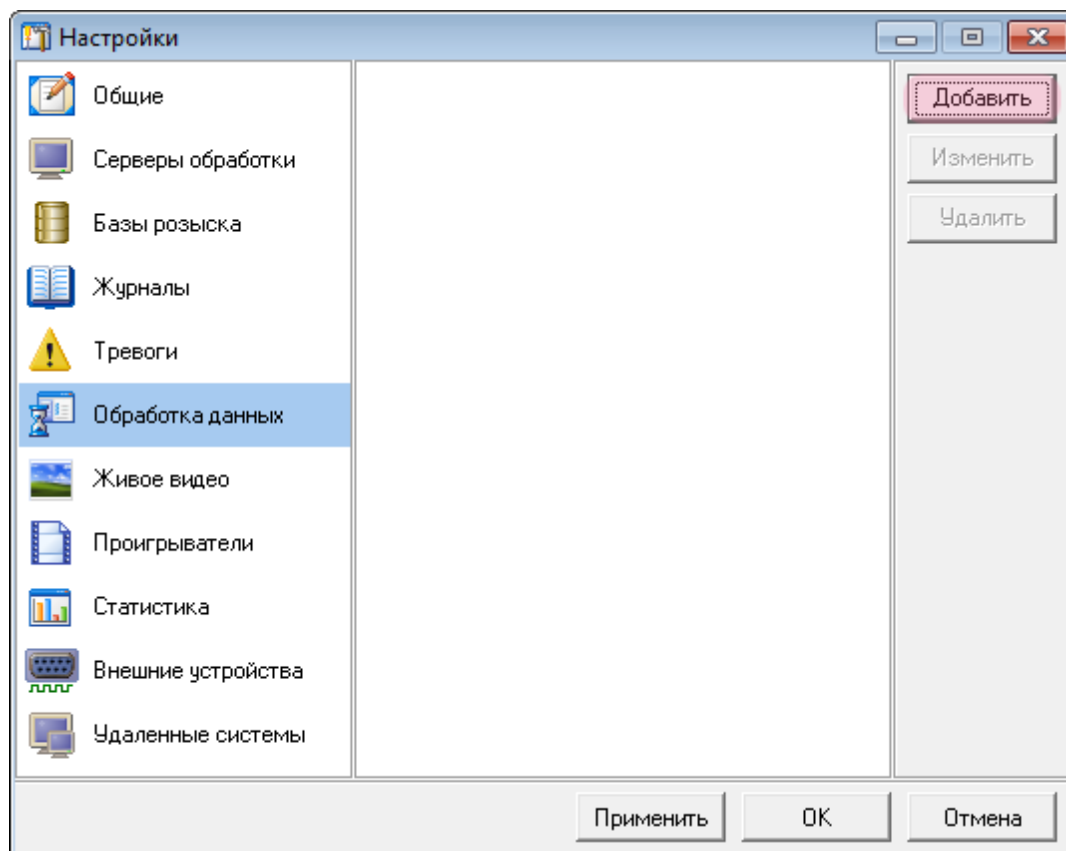 Настройки
Общие
Серверы обработки
Базы розыска
Журналы
Тревоги
Обработка данных
Живое видео
Проигрыватели
Статистика
Внешние устройства
Удаленные системы
Добавить
Изменить
Удалить
Применить
OK
Отмена